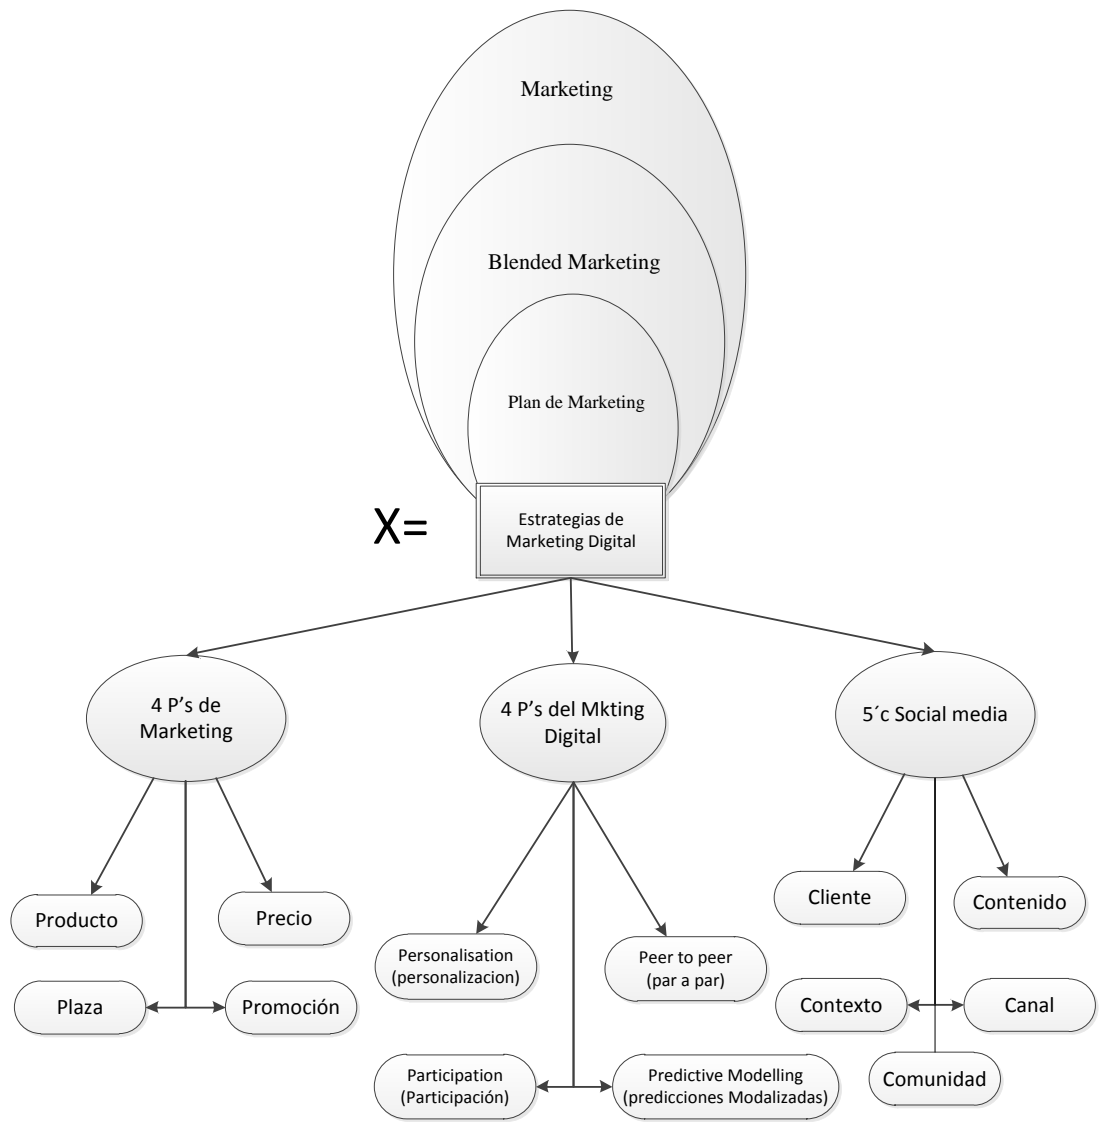 Marketing
Blended Marketing
Plan de Marketing
X=
Estrategias de
Marketing Digital
4 P's de
Marketing
4 P's del Mkting
Digital
5´c Social media
Producto
Precio
Plaza
Promoción
Personalisation
(personalizacion)
Peer to peer
(par a par)
Participation
(Participación)
Predictive Modelling
(predicciones Modalizadas)
Cliente
Contenido
Contexto
Canal
Comunidad